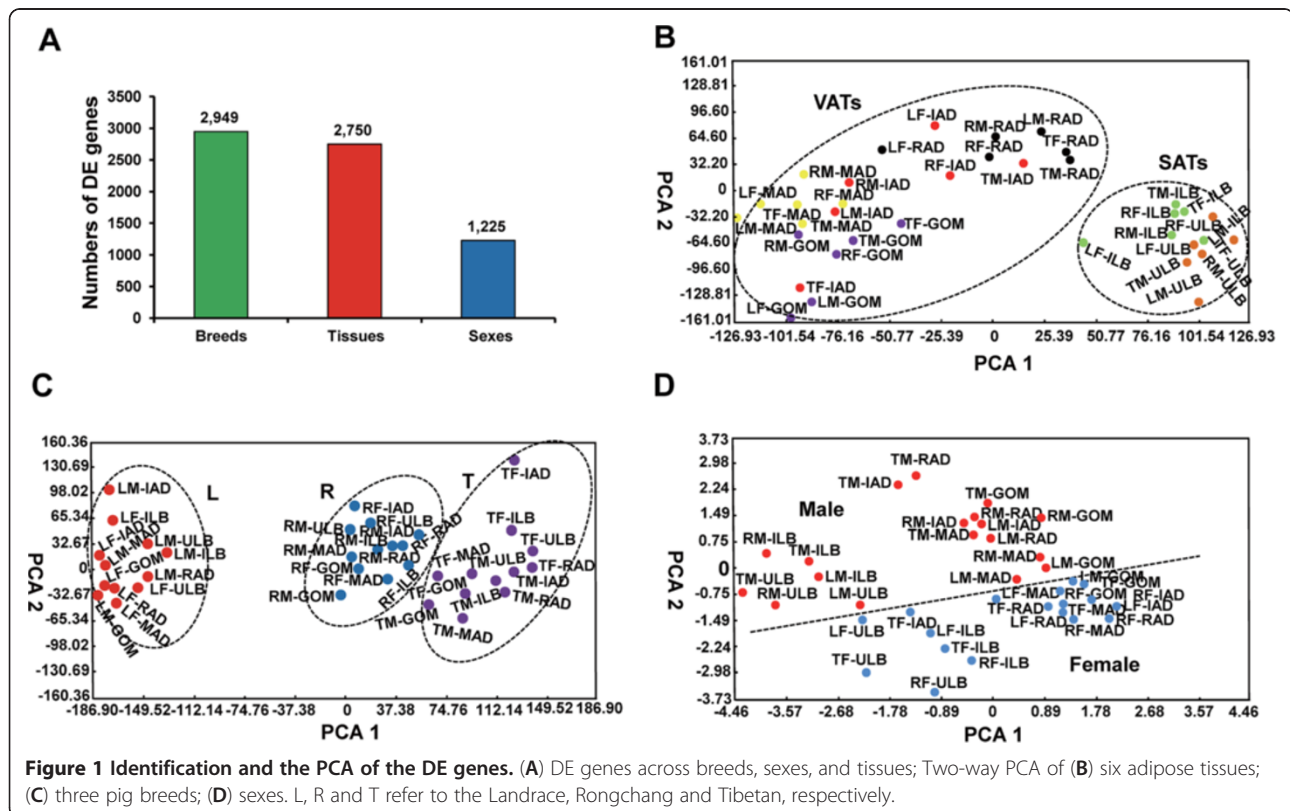 A
Numbers of DE genes
3500
3000
2500
2000
1500
1000
500
0
2,949
2,750
1,225
Breeds
Tissues
Sexes
B
PCA 2
161.01
128.81
96.60
64.60
32.20
0
-32.20
-64.60
-96.60
-128.81
-161.01
VATs
SATs
LF-IAD
LF-RAD
RM-RAD
LM-RAD
RF-RAD
TF-RAD
RF-IAD
TM-IAD
TM-RAD
RM-MAD
RM-IAD
LF-MAD
RF-MAD
TF-MAD
LM-IAD
LM-MAD
TM-MAD
TF-GOM
RM-GOM
TM-GOM
RF-GOM
TF-IAD
LF-GOM
LM-GOM
TM-ILB
TF-ILB
RF-ILB
RF-ULB
LM-ILB
RM-ILB
LF-ULB
LF-ILB
TM-ULB
RM-ULB
LM-ULB
-126.93 -101.54 -76.16 -50.77 -25.39 0 25.39 50.77 76.16 101.54 126.93
PCA 1
C
PCA 2
160.36
130.69
98.02
65.34
32.67
0
-32.67
-65.34
-98.02
-130.69
-160.36
L
R
T
LM-IAD
LF-ILB
LF-IAD
LM-MAD
LM-ULB
LM-ILB
LF-GOM
LM-RAD
LF-ULB
LF-RAD
LF-MAD
LM-GOM
RF-IAD
RM-ULB
RF-ULB
RM-IAD
RM-ILB
RF-RAD
RM-MAD
RM-RAD
RF-GOM
RF-MAD
RF-ILB
RM-GOM
TF-IAD
TF-ILB
TF-ULB
TF-MAD
TM-ULB
TF-RAD
TF-GOM
TM-IAD
TM-ILB
TM-RAD
TM-GOM
TM-MAD
-186.90 -149.52 -112.14 -74.76 -37.38 0 37.38 74.76 112.14 149.52 186.90
PCA 1
D
PCA 2
3.73
2.98
2.24
1.49
0.75
0
-0.75
-1.49
-2.24
-2.98
-3.73
Male
Female
TM-RAD
TM-IAD
TM-GOM
RM-RAD
RM-GOM
RM-IAD
LM-IAD
TM-MAD
LM-RAD
RM-ILB
TM-ILB
RM-MAD
LM-GOM
LM-ILB
LM-MAD
TM-ULB
RM-ULB
LM-ULB
TF-GOM
LF-MAD
RF-GOM
RF-IAD
TF-RAD
TF-MAD
LF-IAD
TF-IAD
LF-RAD
RF-RAD
LF-ULB
LF-ILB
RF-MAD
TF-ILB
TF-ULB
RF-ILB
RF-ULB
-4.46 -3.57 -2.68 -1.78 -0.89 0 0.89 1.78 2.68 3.57 4.46
PCA 1
Figure 1 Identification and the PCA of the DE genes. (A) DE genes across breeds, sexes, and tissues; Two-way PCA of (B) six adipose tissues;
(C) three pig breeds; (D) sexes. L, R and T refer to the Landrace, Rongchang and Tibetan, respectively.